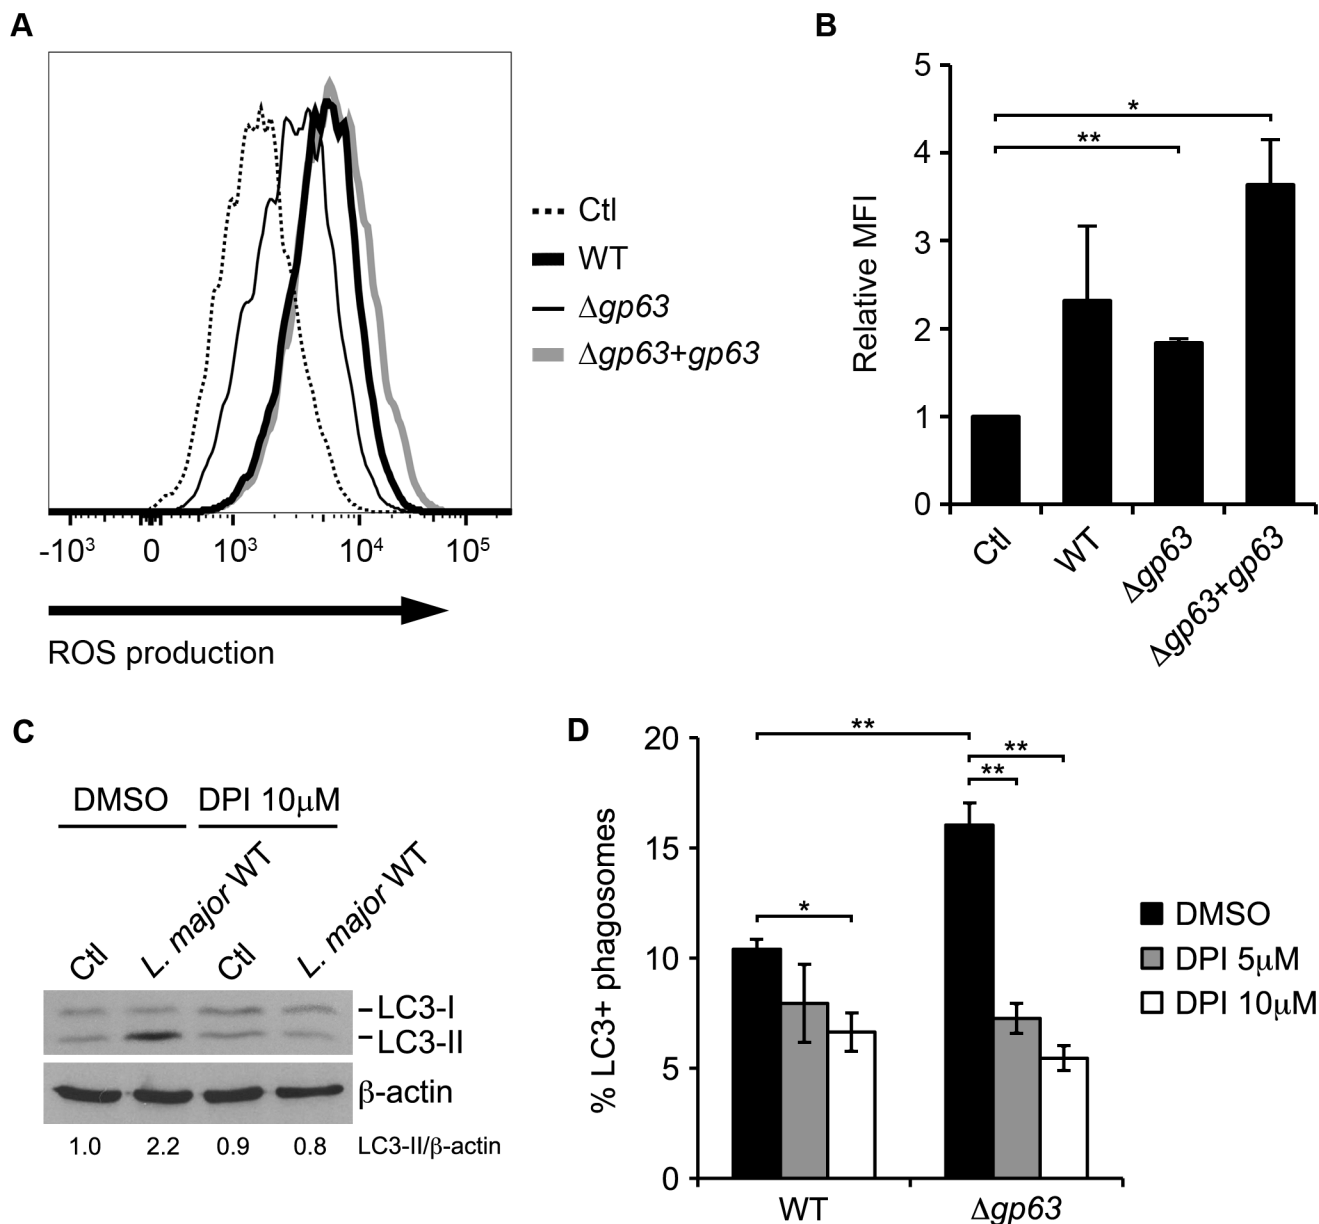 A
Ctl
WT
Δgp63
Δgp63+gp63
-10³ 0 10³ 10⁴ 10⁵
ROS production
B
Relative MFI
5
4
3
2
1
0
*
**
Ctl
WT
Δgp63
Δgp63+gp63
C
DMSO DPI 10μM
Ctl
L. major WT
Ctl
L. major WT
LC3-I
LC3-II
β-actin
1.0 2.2 0.9 0.8 LC3-II/β-actin
D
% LC3+ phagosomes
20
15
10
5
0
**
**
**
*
WT
Δgp63
DMSO
DPI 5μM
DPI 10μM